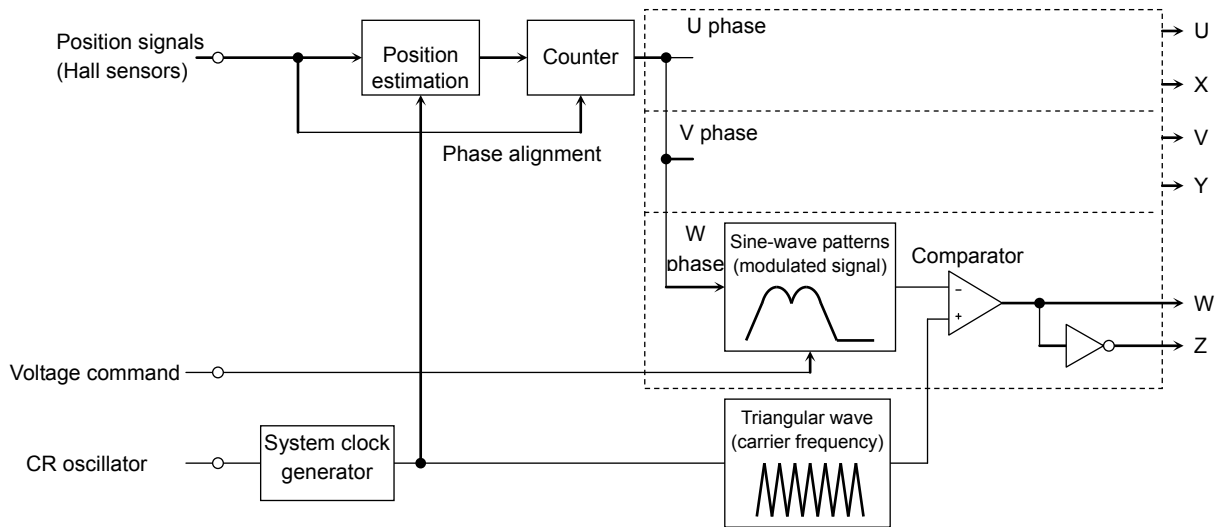 Position signals
(Hall sensors)
Position
estimation
Counter
Phase alignment
U phase
U
X
V phase
V
Y
W
phase
Sine-wave patterns
(modulated signal)
Comparator
−
+
W
Z
Voltage command
CR oscillator
System clock
generator
Triangular wave
(carrier frequency)